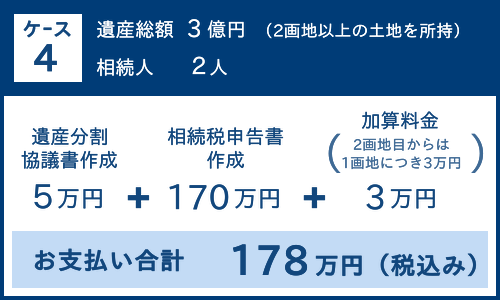 ケース
4
遺産総額 3億円 (2画地以上の土地を所持)
相続人 2人
遺産分割
協議書作成
5万円
+
相続税申告書
作成
170万円
+
加算料金
(2画地目からは
1画地につき3万円)
3万円
お支払い合計 178万円(税込み)